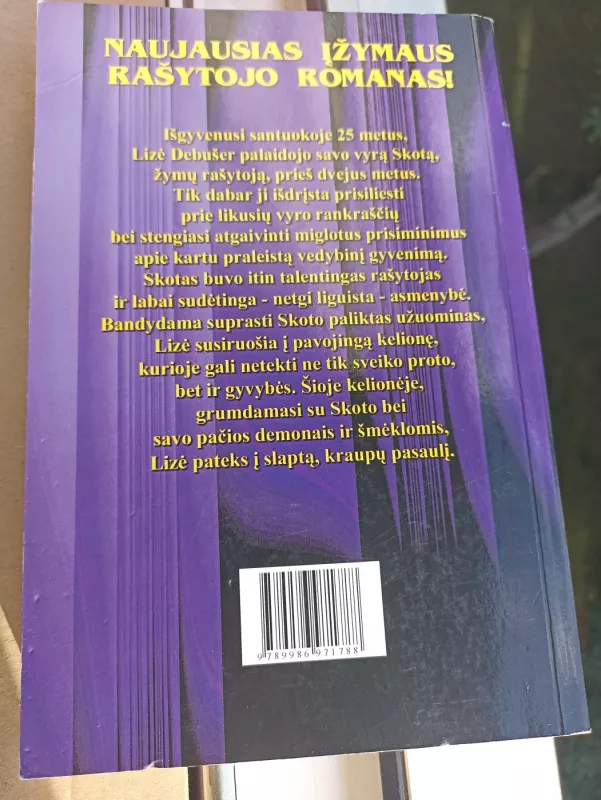 NAUJAUSIAS ĮŽYMAUS
RAŠYTOJO ROMANAS!
Išgyvenusi santuokoje 25 metus,
Lizė Debušer palaidojo savo vyrą Skotą,
žymų rašytoją, prieš dvejus metus.
Tik dabar ji išdrįsta prisiliesti
prie likusių vyro rankraščių
bei stengiasi atgaivinti miglotus prisiminimus
apie kartu praleistą vedybinį gyvenimą.
Skotas buvo itin talentingas rašytojas
ir labai sudėtinga - netgi liguista - asmenybė.
Bandydama suprasti Skoto paliktas užuominas,
Lizė susiruošia į pavojingą kelionę,
kurioje gali netekti ne tik sveiko proto,
bet ir gyvybės. Šioje kelionėje,
grumdamasi su Skoto bei
savo pačios demonais ir šmėklomis,
Lizė pateks į slaptą, kraupų pasaulį.
9 789986 971788